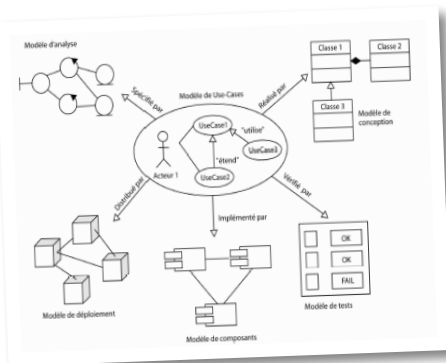 Modèle d'analyse
Classe 1
Classe 2
Spécifié par
Modèle de Use-Cases
Réalisé par
Classe 3
Modèle de
conception
UseCase1
"utilise"
UseCase3
Acteur 1
"étend"
UseCase2
Distribué par
Implémenté par
Vérifié par
OK
OK
FAIL
Modèle de déploiement
Modèle de composants
Modèle de tests